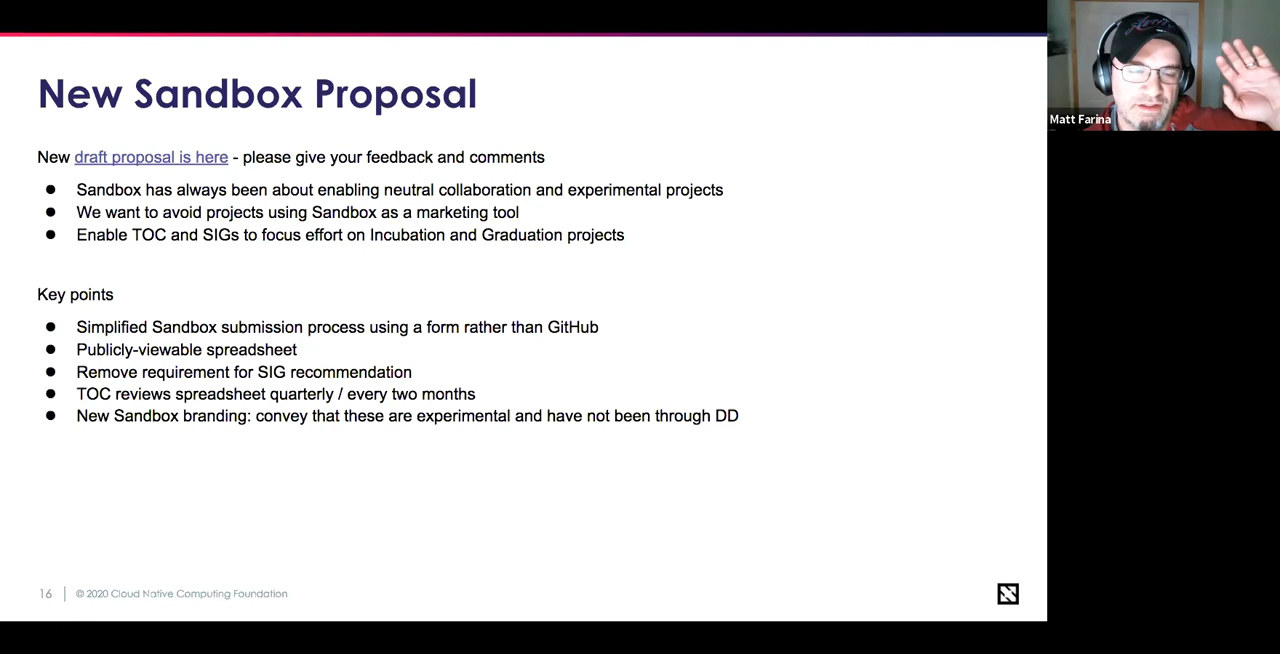 New Sandbox Proposal
Matt Farina
New draft proposal is here - please give your feedback and comments
● Sandbox has always been about enabling neutral collaboration and experimental projects
● We want to avoid projects using Sandbox as a marketing tool
● Enable TOC and SIGs to focus effort on Incubation and Graduation projects
Key points
● Simplified Sandbox submission process using a form rather than GitHub
● Publicly-viewable spreadsheet
● Remove requirement for SIG recommendation
● TOC reviews spreadsheet quarterly / every two months
● New Sandbox branding: convey that these are experimental and have not been through DD
16 | © 2020 Cloud Native Computing Foundation